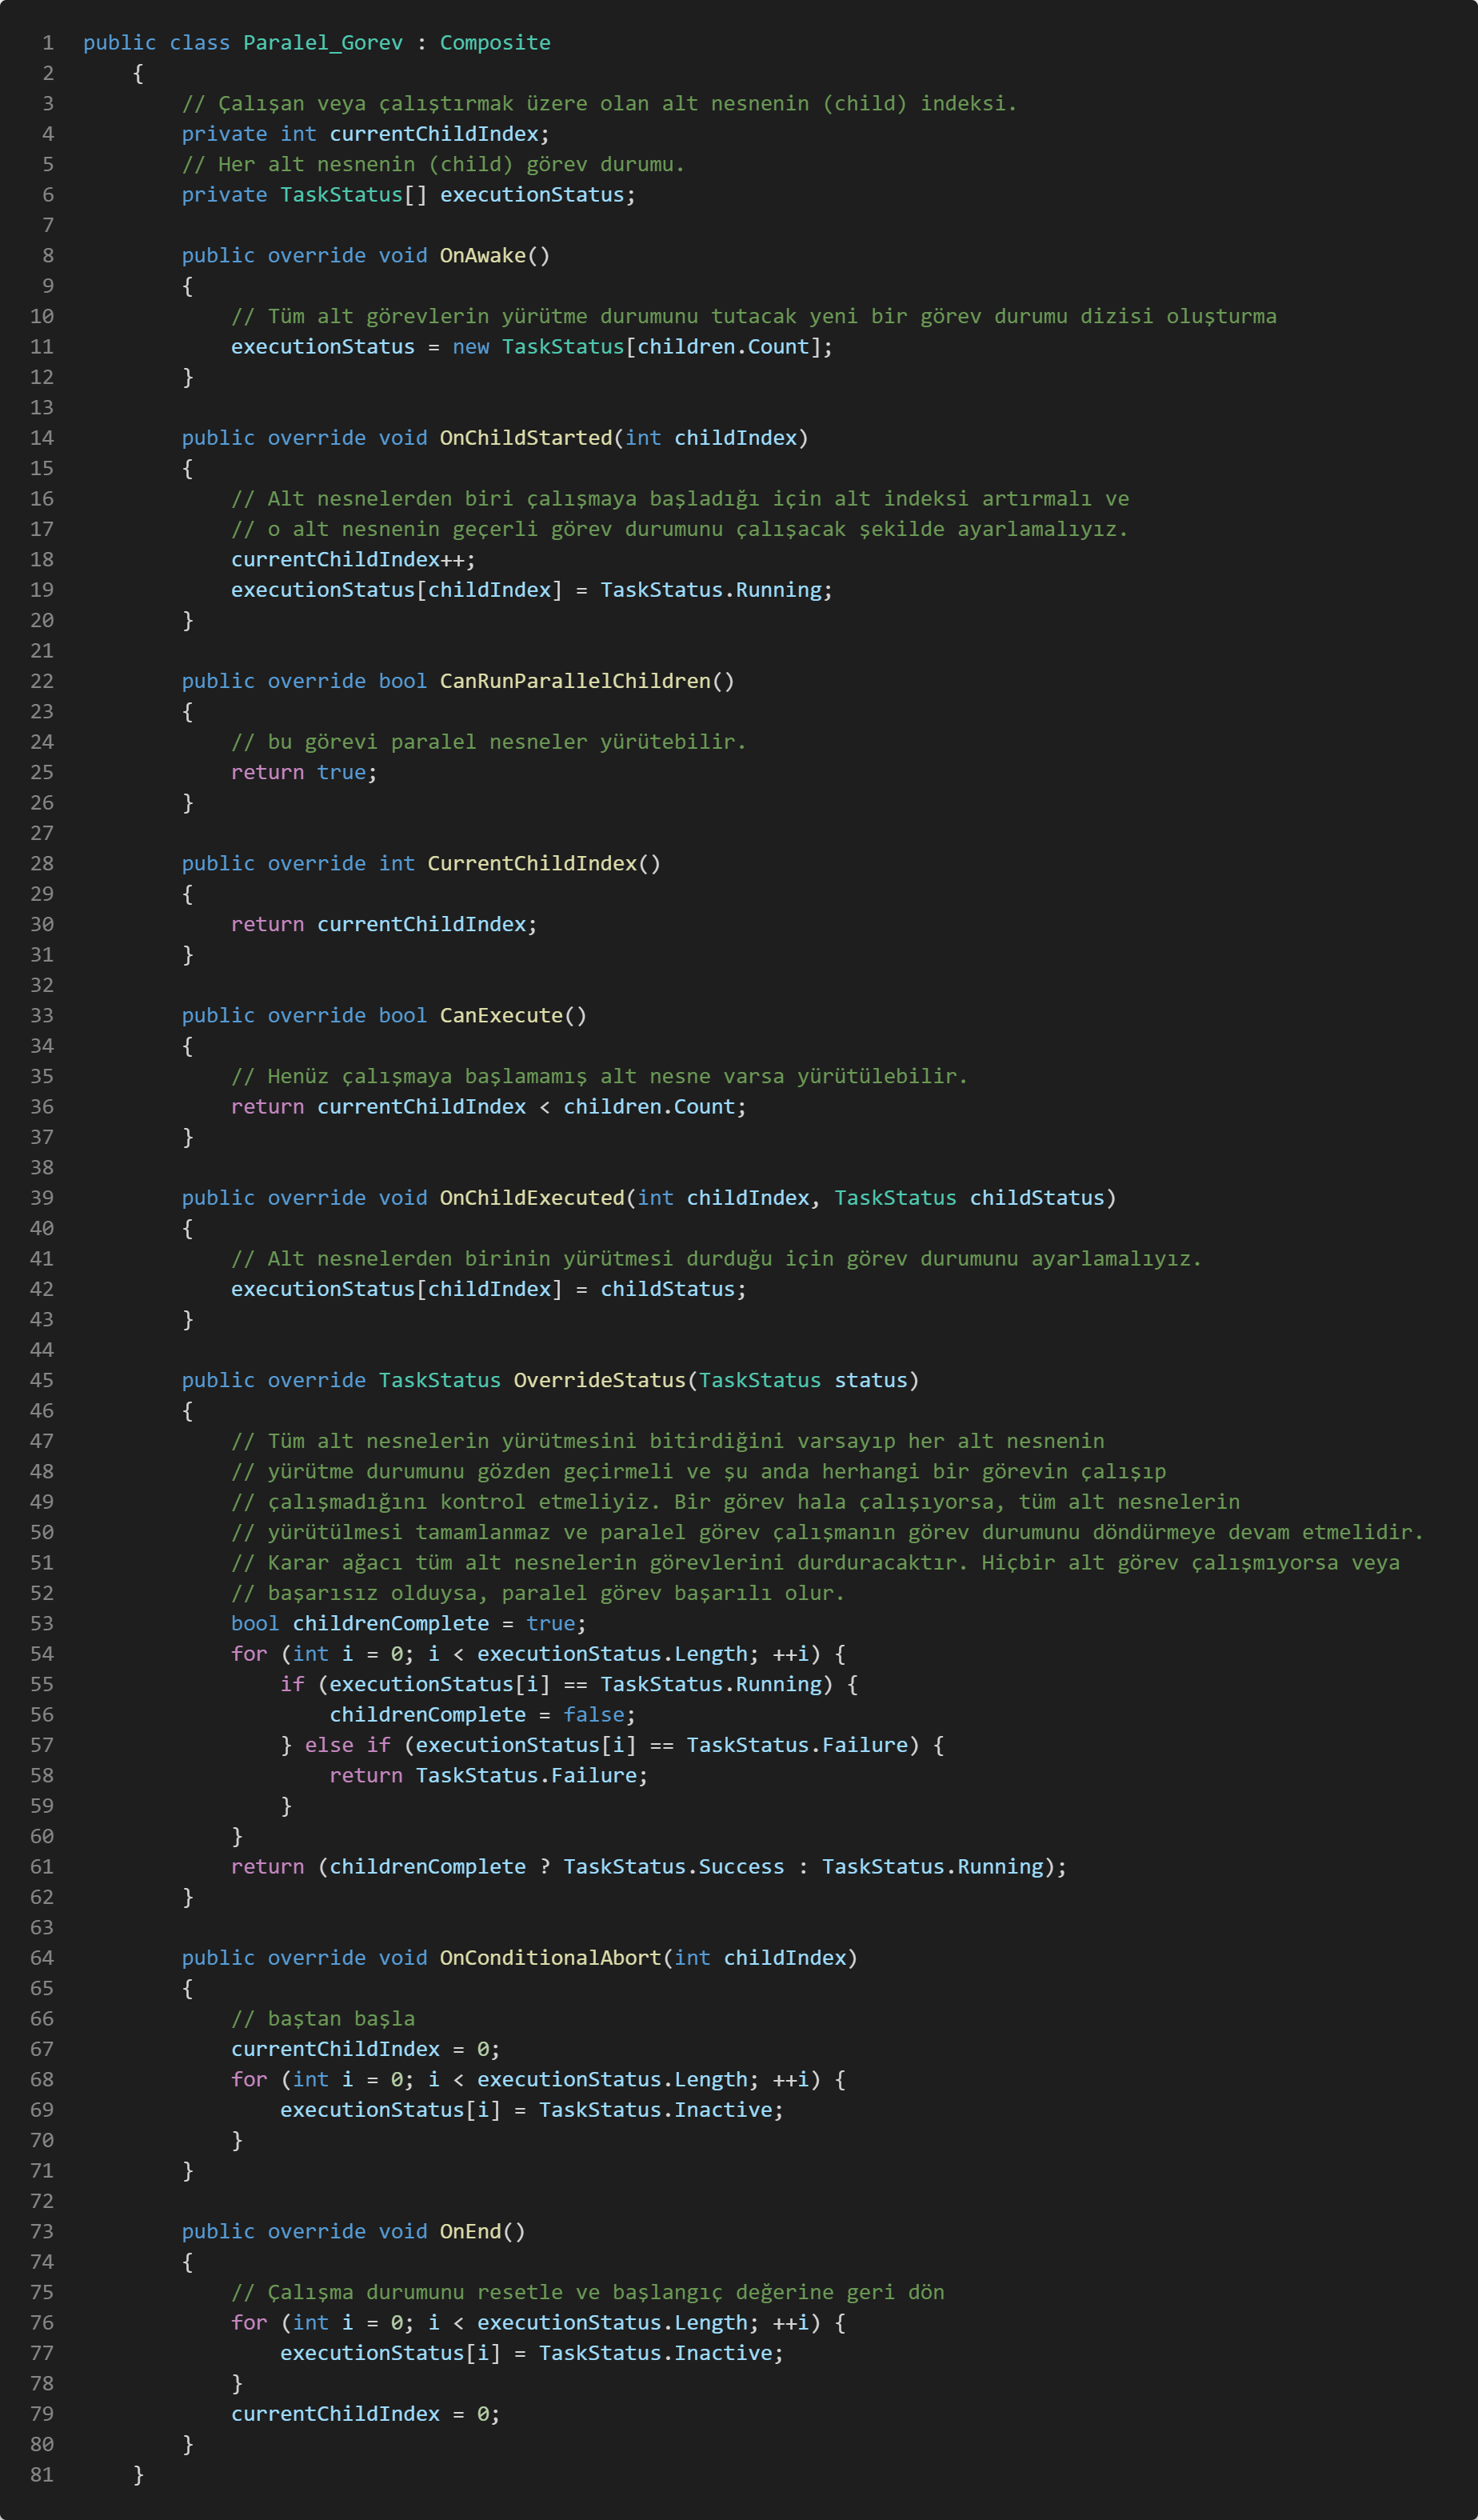 1 public class Paralel_Gorev : Composite
2     {
3         // Çalışan veya çalıştırmak üzere olan alt nesnenin (child) indeksi.
4         private int currentChildIndex;
5         // Her alt nesnenin (child) görev durumu.
6         private TaskStatus[] executionStatus;
7
8         public override void OnAwake()
9         {
10             // Tüm alt görevlerin yürütme durumunu tutacak yeni bir görev durumu dizisi oluşturma
11             executionStatus = new TaskStatus[children.Count];
12         }
13
14         public override void OnChildStarted(int childIndex)
15         {
16             // Alt nesnelerden biri çalışmaya başladığı için alt indeksi artırmalı ve
17             // o alt nesnenin geçerli görev durumunu çalışacak şekilde ayarlamalıyız.
18             currentChildIndex++;
19             executionStatus[childIndex] = TaskStatus.Running;
20         }
21
22         public override bool CanRunParallelChildren()
23         {
24             // bu görevi paralel nesneler yürütebilir.
25             return true;
26         }
27
28         public override int CurrentChildIndex()
29         {
30             return currentChildIndex;
31         }
32
33         public override bool CanExecute()
34         {
35             // Henüz çalışmaya başlamamış alt nesne varsa yürütülebilir.
36             return currentChildIndex < children.Count;
37         }
38
39         public override void OnChildExecuted(int childIndex, TaskStatus childStatus)
40         {
41             // Alt nesnelerden birinin yürütmesi durduğu için görev durumunu ayarlamalıyız.
42             executionStatus[childIndex] = childStatus;
43         }
44
45         public override TaskStatus OverrideStatus(TaskStatus status)
46         {
47             // Tüm alt nesnelerin yürütmesini bitirdiğini varsayıp her alt nesnenin
48             // yürütme durumunu gözden geçirmeli ve şu anda herhangi bir görevin çalışıp
49             // çalışmadığını kontrol etmeliyiz. Bir görev hala çalışıyorsa, tüm alt nesnelerin
50             // yürütülmesi tamamlanmaz ve paralel görev çalışmanın görev durumunu döndürmeye devam etmelidir.
51             // Karar ağacı tüm alt nesnelerin görevlerini durduracaktır. Hiçbir alt görev çalışmıyorsa veya
52             // başarısız olduysa, paralel görev başarılı olur.
53             bool childrenComplete = true;
54             for (int i = 0; i < executionStatus.Length; ++i) {
55                 if (executionStatus[i] == TaskStatus.Running) {
56                     childrenComplete = false;
57                 } else if (executionStatus[i] == TaskStatus.Failure) {
58                     return TaskStatus.Failure;
59                 }
60             }
61             return (childrenComplete ? TaskStatus.Success : TaskStatus.Running);
62         }
63
64         public override void OnConditionalAbort(int childIndex)
65         {
66             // baştan başla
67             currentChildIndex = 0;
68             for (int i = 0; i < executionStatus.Length; ++i) {
69                 executionStatus[i] = TaskStatus.Inactive;
70             }
71         }
72
73         public override void OnEnd()
74         {
75             // Çalışma durumunu resetle ve başlangıç değerine geri dön
76             for (int i = 0; i < executionStatus.Length; ++i) {
77                 executionStatus[i] = TaskStatus.Inactive;
78             }
79             currentChildIndex = 0;
80         }
81     }